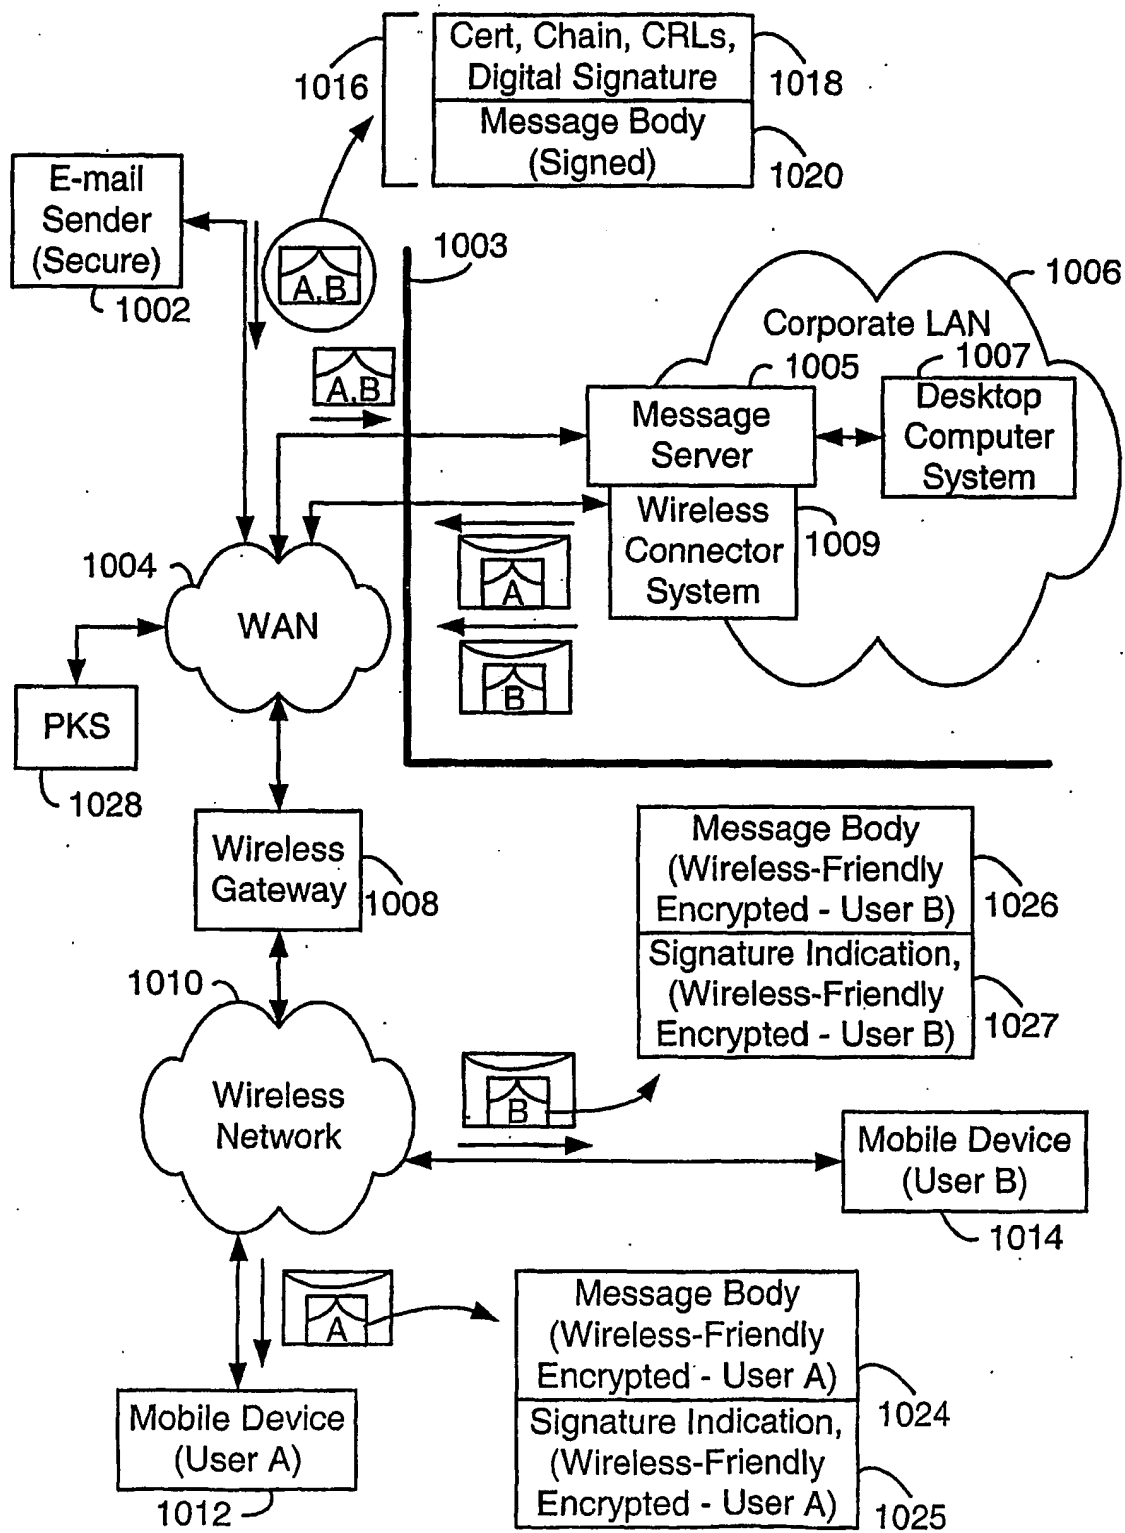 Cert, Chain, CRLs,
Digital Signature
1016
1018
Message Body
(Signed)
1020
E-mail
Sender
(Secure)
1002
A,B
1003
1006
Corporate LAN
A,B
1005
1007
Message
Server
Desktop
Computer
System
Wireless
Connector
System
1009
A
B
1004
WAN
PKS
1028
Wireless
Gateway
1008
Message Body
(Wireless-Friendly
Encrypted - User B)
1026
Signature Indication,
(Wireless-Friendly
Encrypted - User B)
1027
1010
Wireless
Network
B
Mobile Device
(User B)
1014
A
Message Body
(Wireless-Friendly
Encrypted - User A)
1024
Signature Indication,
(Wireless-Friendly
Encrypted - User A)
1025
Mobile Device
(User A)
1012